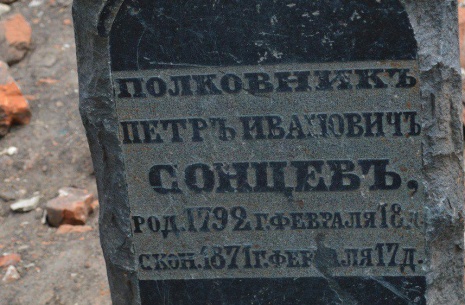 ПОЛКОВНИКЪ
ПЕТРЪ ИВАНОВИЧЪ
СОНЦЕВЪ,
РОД. 1792 Г. ФЕВРАЛЯ 18 Д.
СКОН. 1871 Г. ФЕВРАЛЯ 17 Д.